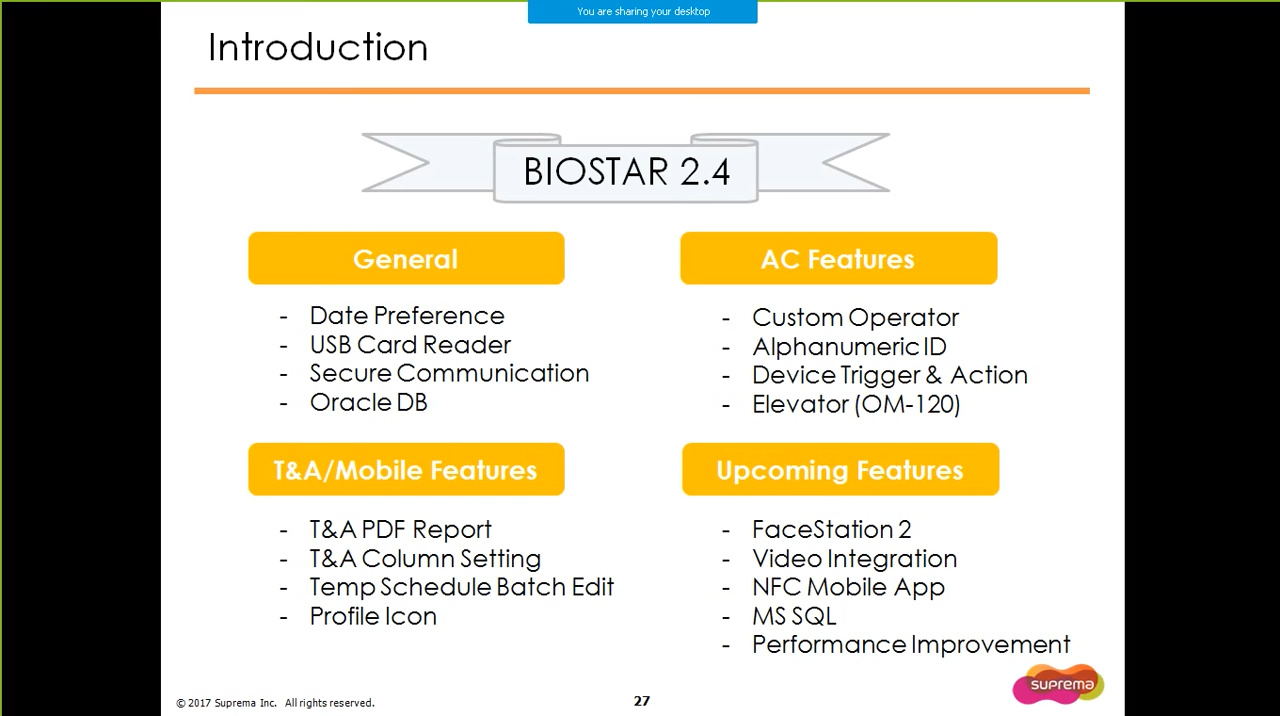 You are sharing your desktop
Introduction
BIOSTAR 2.4
General
- Date Preference
- USB Card Reader
- Secure Communication
- Oracle DB
AC Features
- Custom Operator
- Alphanumeric ID
- Device Trigger & Action
- Elevator (OM-120)
T&A/Mobile Features
- T&A PDF Report
- T&A Column Setting
- Temp Schedule Batch Edit
- Profile Icon
Upcoming Features
- FaceStation 2
- Video Integration
- NFC Mobile App
- MS SQL
- Performance Improvement
© 2017 Suprema Inc. All rights reserved.
27
suprema